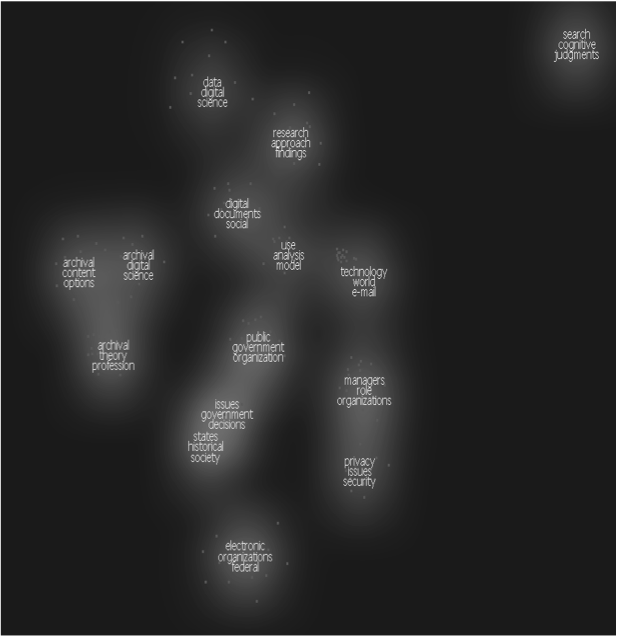 search
cognitive
judgments
data
digital
science
research
approach
findings
digital
documents
social
use
analysis
model
archival
digital
science
archival
content
options
technology
world
e-mail
public
government
organization
archival
theory
profession
managers
role
organizations
issues
government
decisions
states
historical
society
privacy
issues
security
electronic
organizations
federal